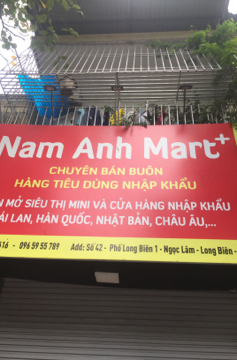 Nam Anh Mart+
CHUYÊN BÁN BUÔN
HÀNG TIÊU DÙNG NHẬP KHẨU
MỞ SIÊU THỊ MINI VÀ CỬA HÀNG NHẬP KHẨU
LAN, HÀN QUỐC, NHẬT BẢN, CHÂU ÂU,...
616 - 096 59 55 789 Add: Số 42 - Phố Long Biên 1 - Ngọc Lâm - Long Biên -